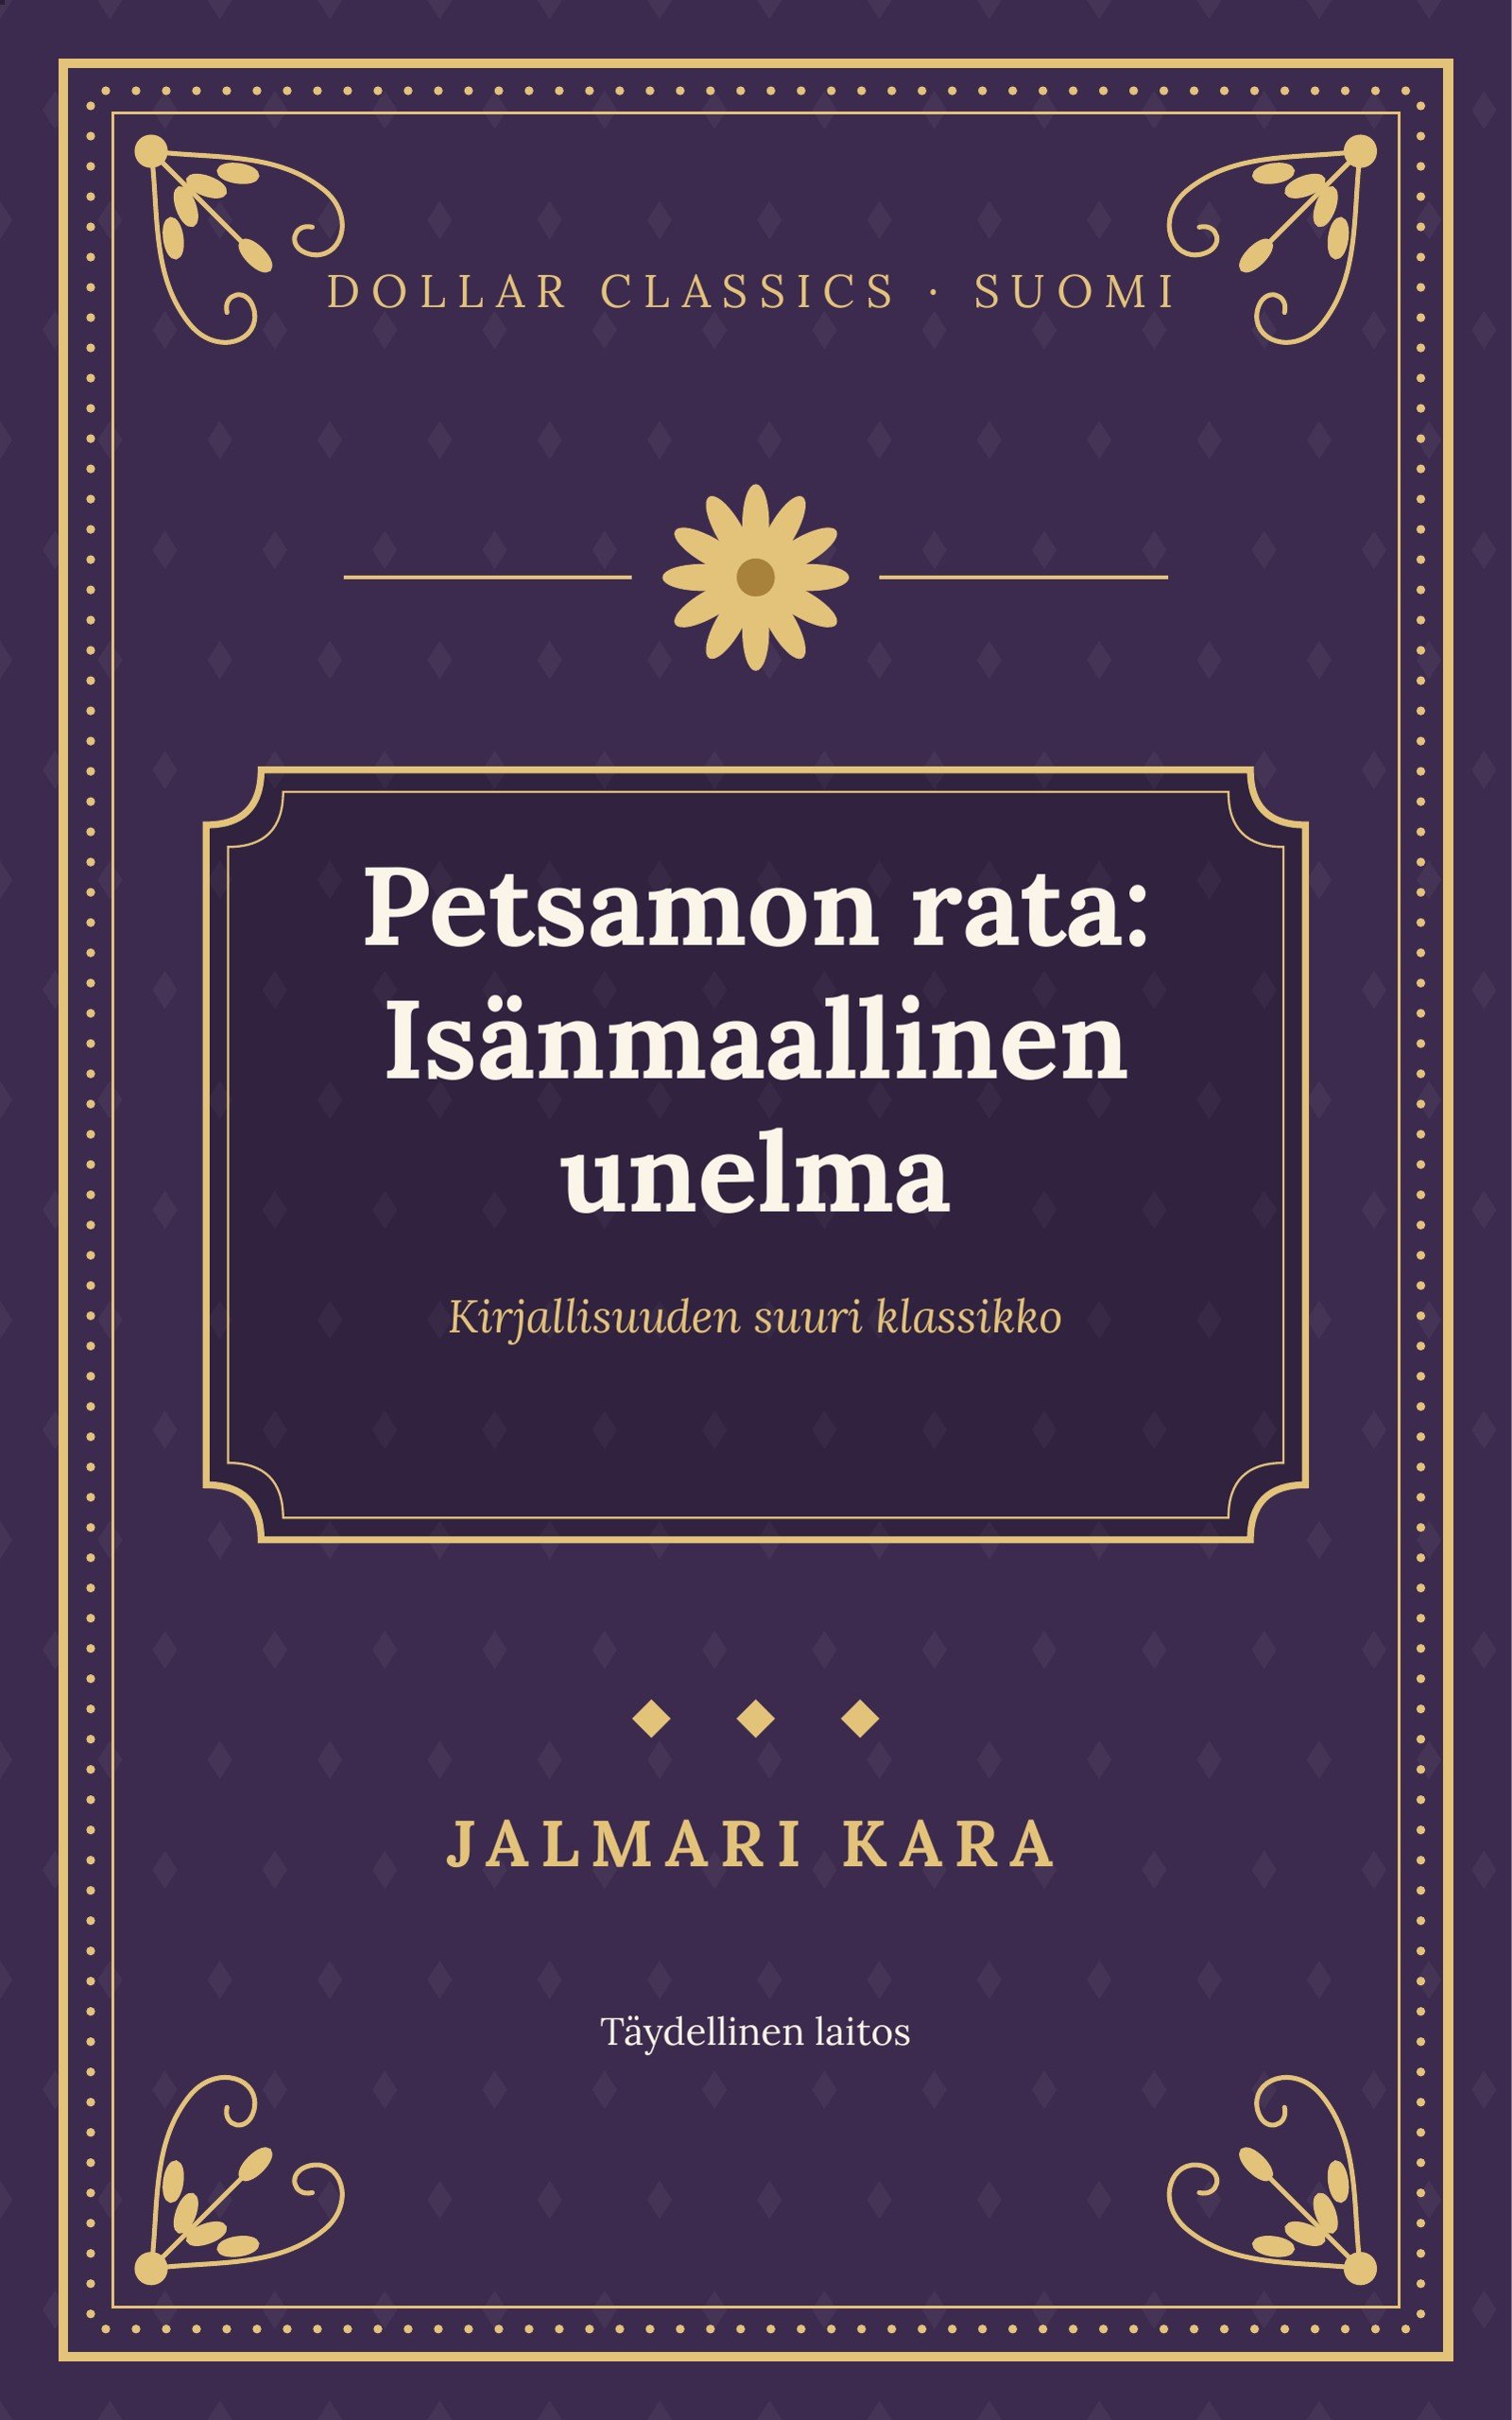 DOLLAR CLASSICS · SUOMI
Petsamon rata:
Isänmaallinen
unelma
Kirjallisuuden suuri klassikko
JALMARI KARA
Täydellinen laitos